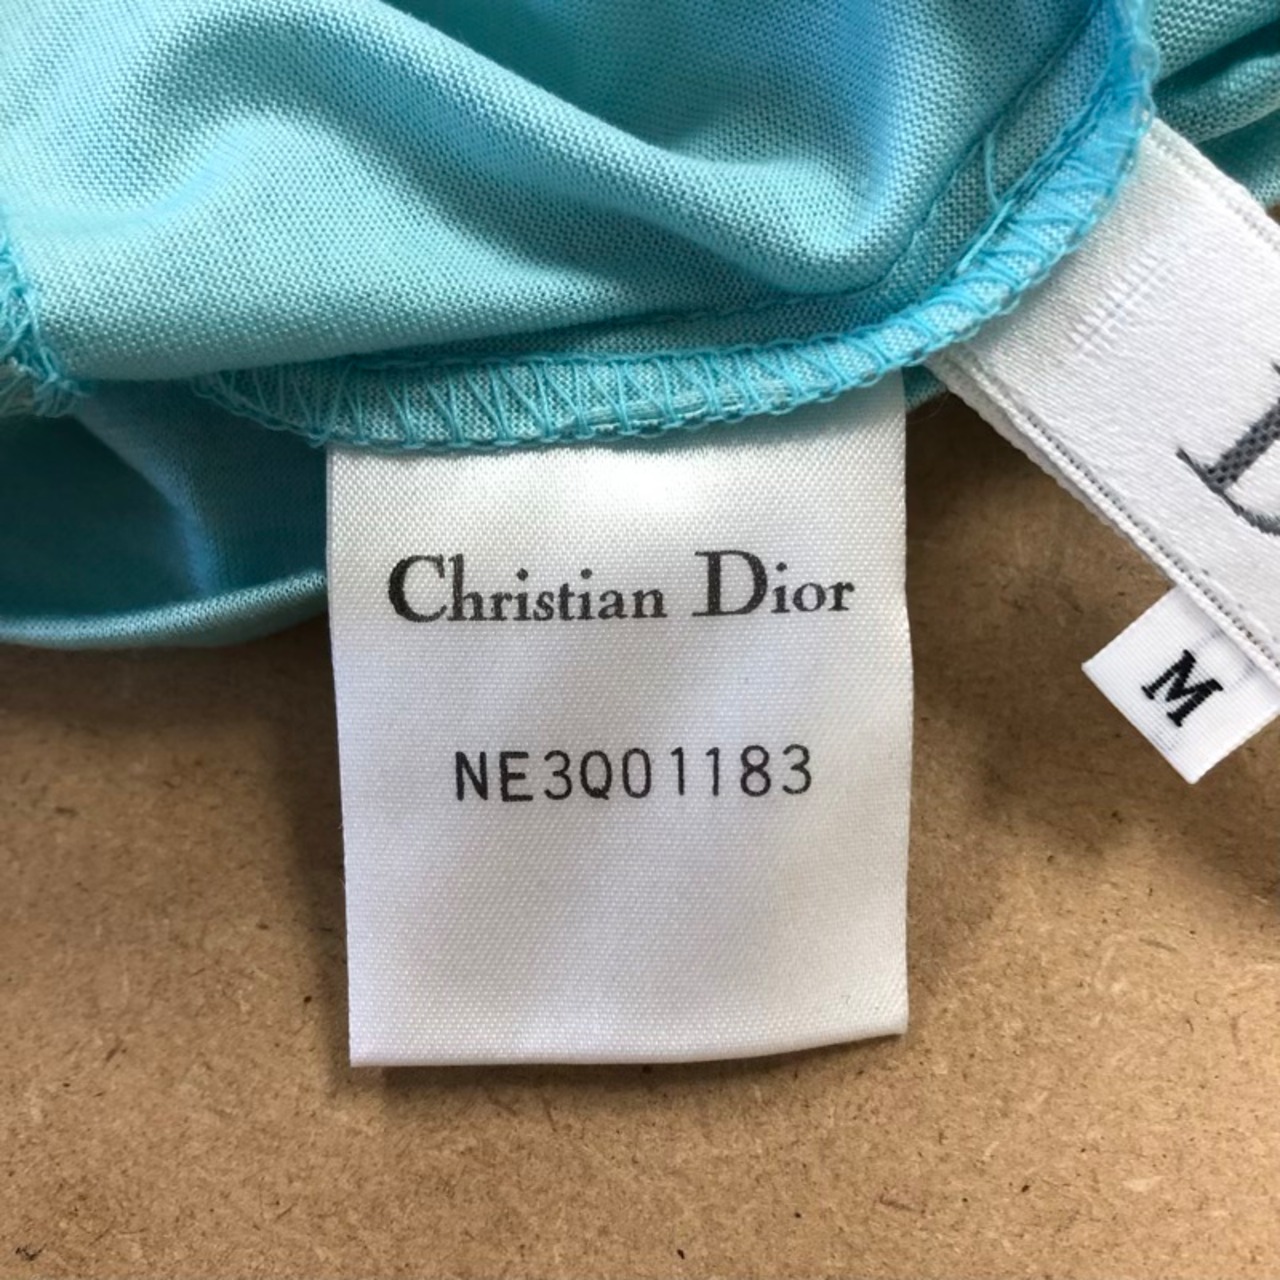 Christian Dior
NE3Q01183
M